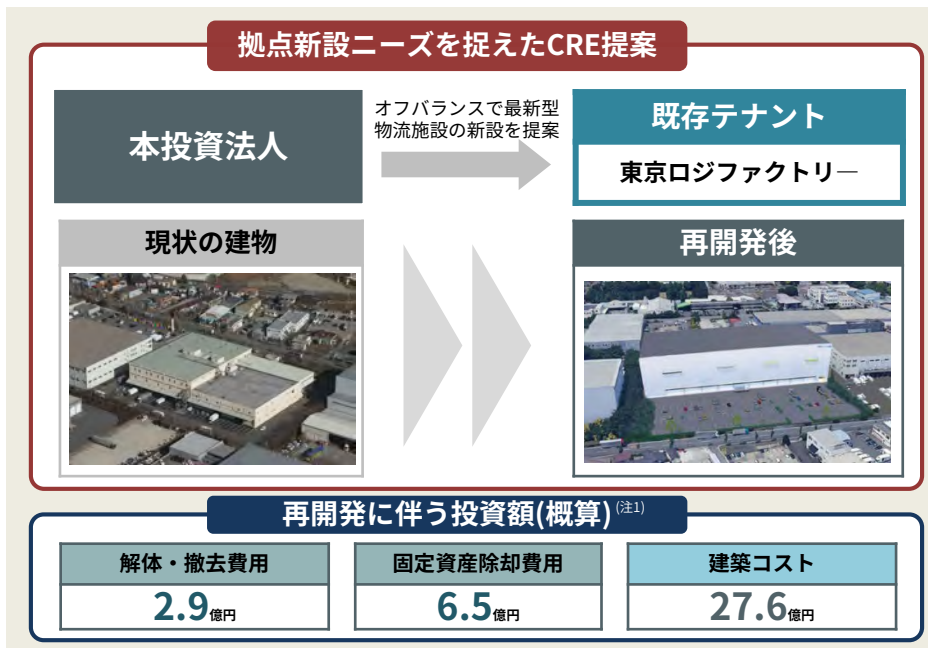 拠点新設ニーズを捉えたCRE提案
本投資法人
オフバランスで最新型
物流施設の新設を提案
既存テナント
東京ロジファクトリ―
現状の建物
再開発後
再開発に伴う投資額(概算)(注1)
解体・撤去費用
2.9億円
固定資産除却費用
6.5億円
建築コスト
27.6億円